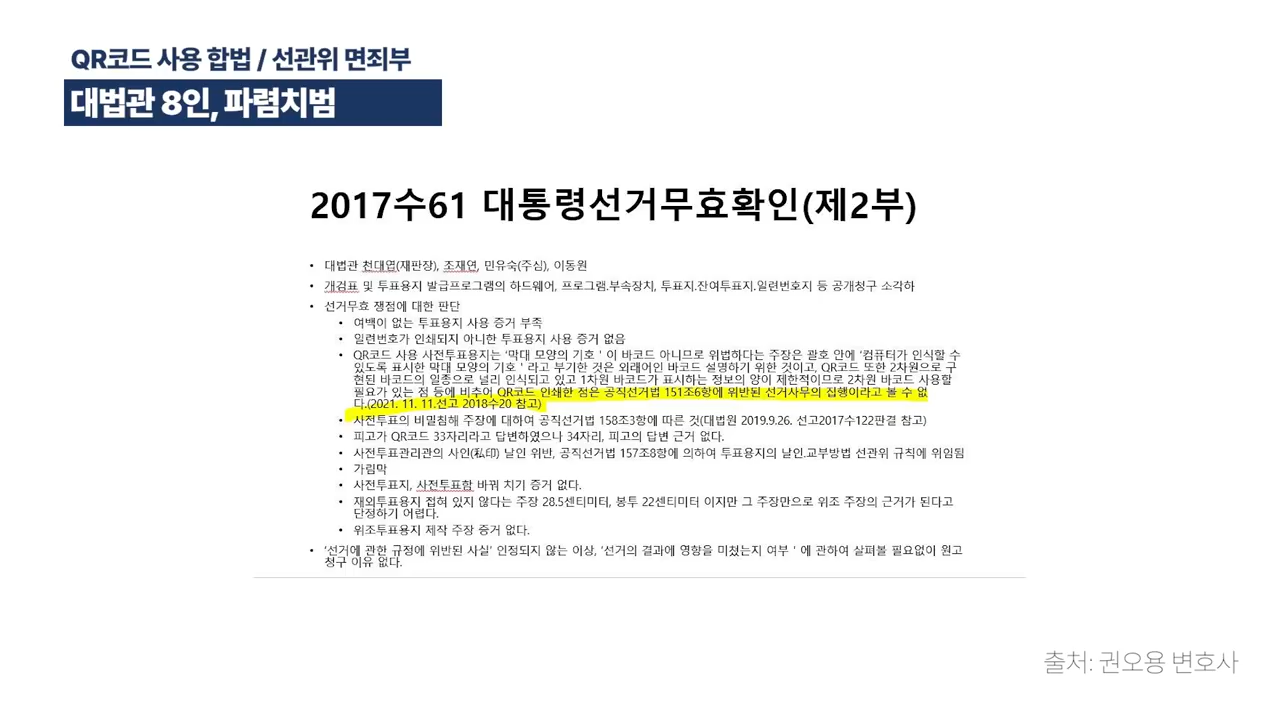 QR코드 사용 합법 / 선관위 면죄부
대법관 8인, 파렴치범
2017수61 대통령선거무효확인(제2부)
• 대법관 천대엽(재판장), 조재연, 민유숙(주심), 이동원
• 개검표 및 투표용지 발급프로그램의 하드웨어, 프로그램.부속장치, 투표지.잔여투표지.일련번호지 등 공개청구 소각하
• 선거무효 쟁점에 대한 판단
• 여백이 없는 투표용지 사용 증거 부족
• 일련번호가 인쇄되지 아니한 투표용지 사용 증거 없음
• QR코드 사용 사전투표용지는 '막대 모양의 기호 ' 이 바코드 아니므로 위법하다는 주장은 괄호 안에 '컴퓨터가 인식할 수
있도록 표시한 막대 모양의 기호 ' 라고 부기한 것은 외래어인 바코드 설명하기 위한 것이고, QR코드 또한 2차원으로 구
현된 바코드의 일종으로 널리 인식되고 있고 1차원 바코드가 표시하는 정보의 양이 제한적이므로 2차원 바코드 사용할
필요가 있는 점 등에 비추어 QR코드 인쇄한 점은 공직선거법 151조6항에 위반된 선거사무의 집행이라고 볼 수 없
다.(2021. 11. 11.선고 2018수20 참고)
• 사전투표의 비밀침해 주장에 대하여 공직선거법 158조3항에 따른 것(대법원 2019.9.26. 선고2017수122판결 참고)
• 피고가 QR코드 33자리라고 답변하였으나 34자리, 피고의 답변 근거 없다.
• 사전투표관리관의 사인(私印) 날인 위반, 공직선거법 157조8항에 의하여 투표용지의 날인.교부방법 선관위 규칙에 위임됨
• 가림막
• 사전투표지, 사전투표함 바꿔 치기 증거 없다.
• 재외투표용지 접혀 있지 않다는 주장 28.5센티미터, 봉투 22센티미터 이지만 그 주장만으로 위조 주장의 근거가 된다고
단정하기 어렵다.
• 위조투표용지 제작 주장 증거 없다.
• '선거에 관한 규정에 위반된 사실' 인정되지 않는 이상, '선거의 결과에 영향을 미쳤는지 여부 ' 에 관하여 살펴볼 필요없이 원고
청구 이유 없다.
출처: 권오용 변호사